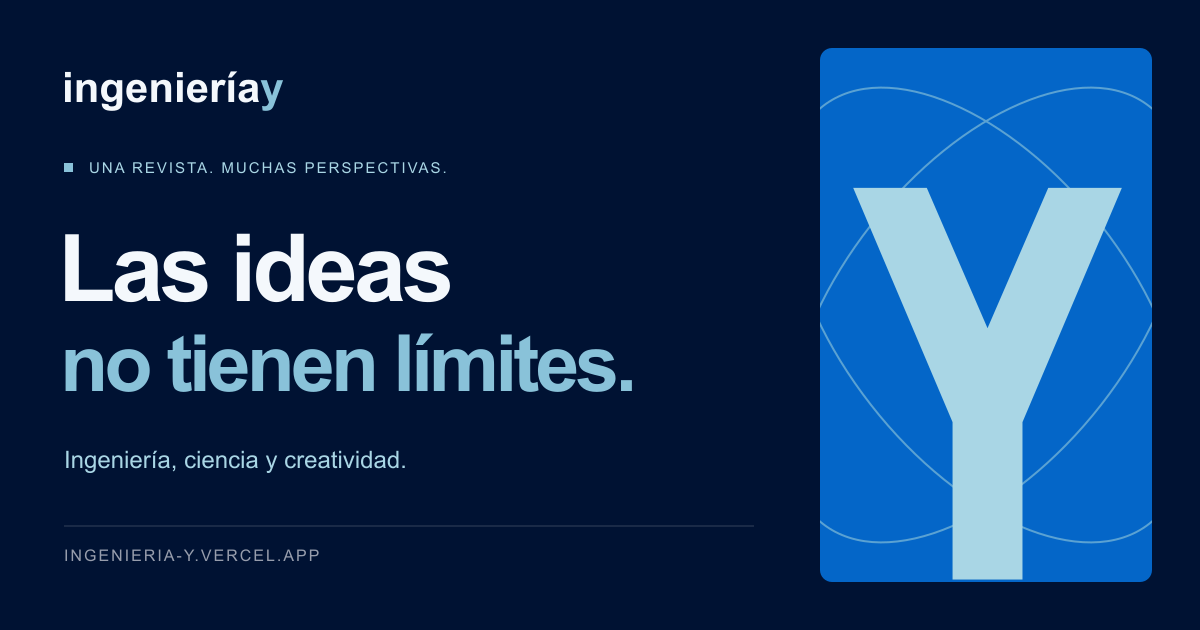 ingenieríay
UNA REVISTA. MUCHAS PERSPECTIVAS.
Las ideas
no tienen límites.
Ingeniería, ciencia y creatividad.
INGENIERIA-Y.VERCEL.APP
Y